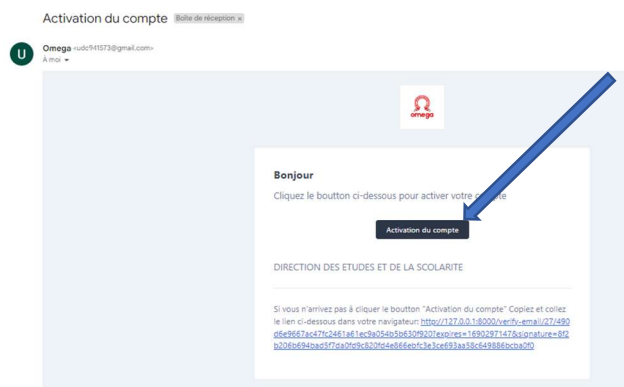 Activation du compte Boîte de réception x
U
Omega <udc941573@gmail.com>
À moi
omega
Bonjour
Cliquez le boutton ci-dessous pour activer votre compte
Activation du compte
DIRECTION DES ETUDES ET DE LA SCOLARITE
Si vous n'arrivez pas à cliquer le boutton "Activation du compte" Copiez et collez
le lien ci-dessous dans votre navigateur: http://127.0.0.1:8000/verify-email/27/490
d6e9667ac47fc2461a61ec9a054b5b630f920?expires=1690297147&signature=8f2
b206b694bad5f7da0fd9c820fd4e866ebfc3e3ce693aa58c649886bcba0f0